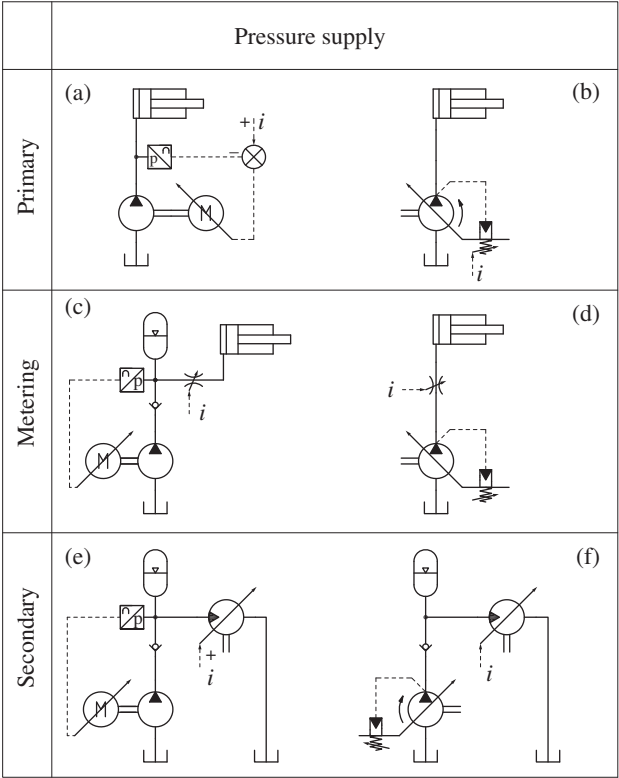 Pressure supply
Primary
(a)
+ i
−
p
M
(b)
i
Metering
(c)
p
i
M
(d)
i
Secondary
(e)
p
+
i
M
(f)
i